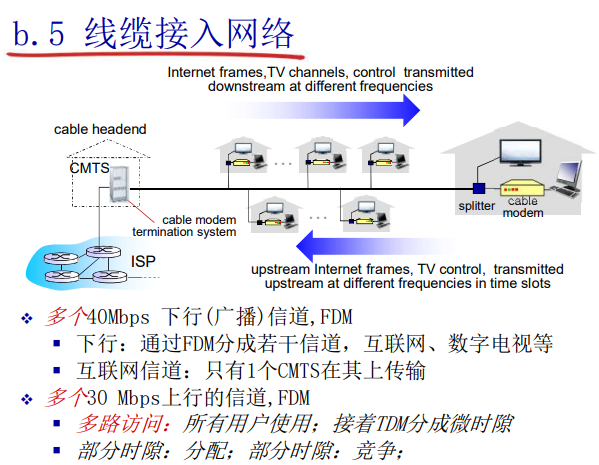 b.5 线缆接入网络
Internet frames,TV channels, control transmitted
downstream at different frequencies
cable headend
CMTS
cable modem
termination system
splitter
cable
modem
ISP
upstream Internet frames, TV control, transmitted
upstream at different frequencies in time slots
多个40Mbps 下行(广播)信道,FDM
下行：通过FDM分成若干信道，互联网、数字电视等
互联网信道：只有1个CMTS在其上传输
多个30 Mbps上行的信道,FDM
多路访问：所有用户使用；接着TDM分成微时隙
部分时隙：分配；部分时隙：竞争；